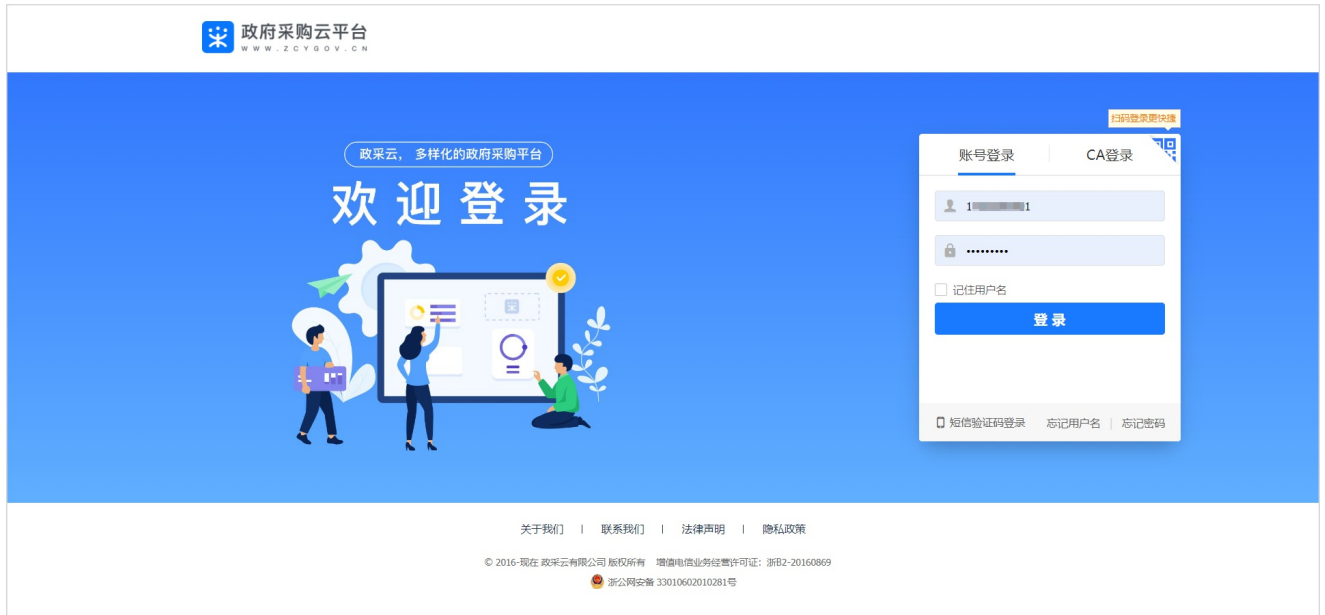 政府采购云平台
WWW.ZCYGOV.CN
扫码登录更快捷
政采云，多样化的政府采购平台
欢迎登录
账号登录 CA登录
1 1
•••••••••
记住用户名
登录
短信验证码登录 忘记用户名 | 忘记密码
关于我们 | 联系我们 | 法律声明 | 隐私政策
© 2016-现在 政采云有限公司 版权所有 增值电信业务经营许可证：浙B2-20160869
浙公网安备 33010602010281号